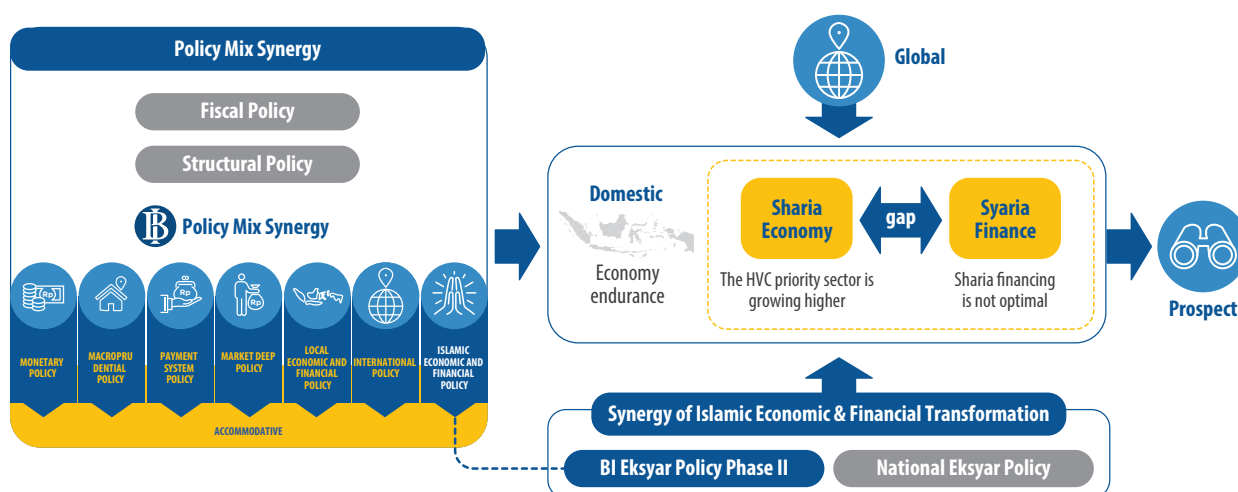 Policy Mix Synergy
Fiscal Policy
Structural Policy
Policy Mix Synergy
Rp
Rp
Rp
MONETARY
POLICY
MACROPRU
DENTIAL
POLICY
PAYMENT
SYSTEM
POLICY
MARKET DEEP
POLICY
LOCAL
ECONOMIC AND
FINANCIAL
POLICY
INTERNATIONAL
POLICY
ISLAMIC
ECONOMIC AND
FINANCIAL
POLICY
ACCOMMODATIVE
Global
Domestic
Economy
endurance
Sharia
Economy
gap
Syaria
Finance
The HVC priority sector is
growing higher
Sharia financing
is not optimal
Prospect
Synergy of Islamic Economic & Financial Transformation
BI Eksyar Policy Phase II
National Eksyar Policy